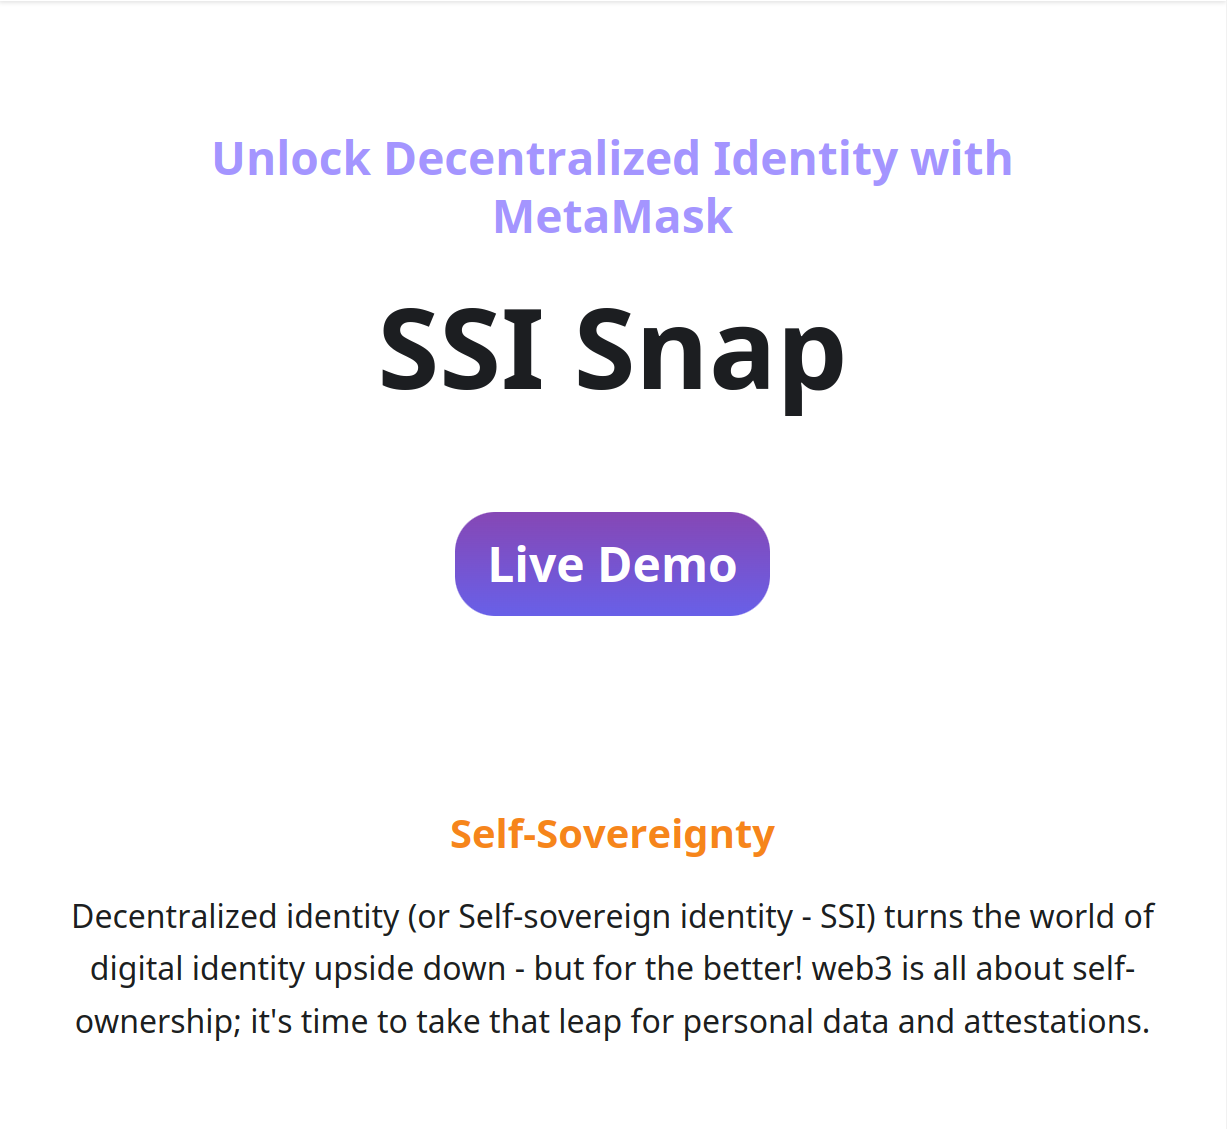 Unlock Decentralized Identity with
MetaMask
SSI Snap
Live Demo
Self-Sovereignty
Decentralized identity (or Self-sovereign identity - SSI) turns the world of
digital identity upside down - but for the better! web3 is all about self-
ownership; it's time to take that leap for personal data and attestations.